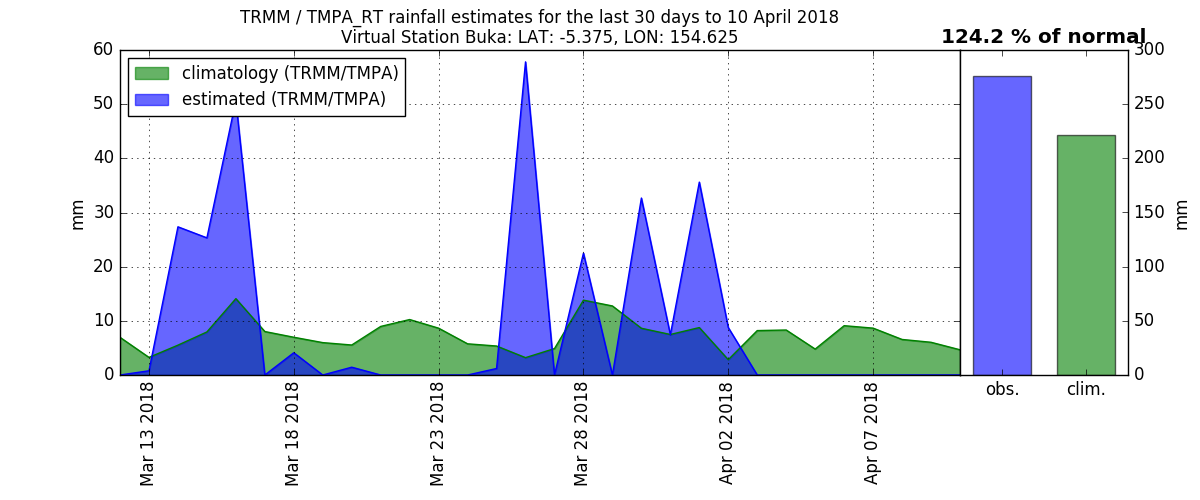 TRMM / TMPA_RT rainfall estimates for the last 30 days to 10 April 2018
Virtual Station Buka: LAT: -5.375, LON: 154.625
124.2 % of normal
climatology (TRMM/TMPA)
estimated (TRMM/TMPA)
60
50
40
30
20
10
0
mm
Mar 13 2018
Mar 18 2018
Mar 23 2018
Mar 28 2018
Apr 02 2018
Apr 07 2018
300
250
200
150
100
50
0
mm
obs.
clim.